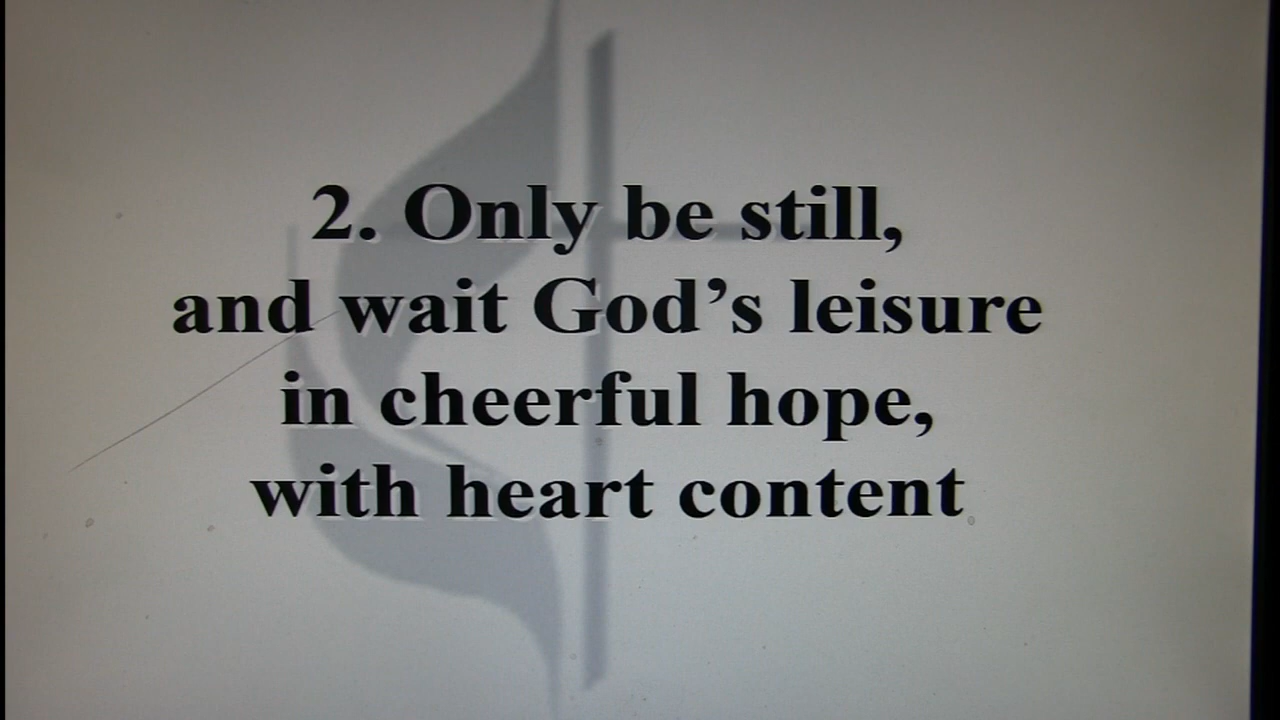 2. Only be still,
and wait God’s leisure
in cheerful hope,
with heart content